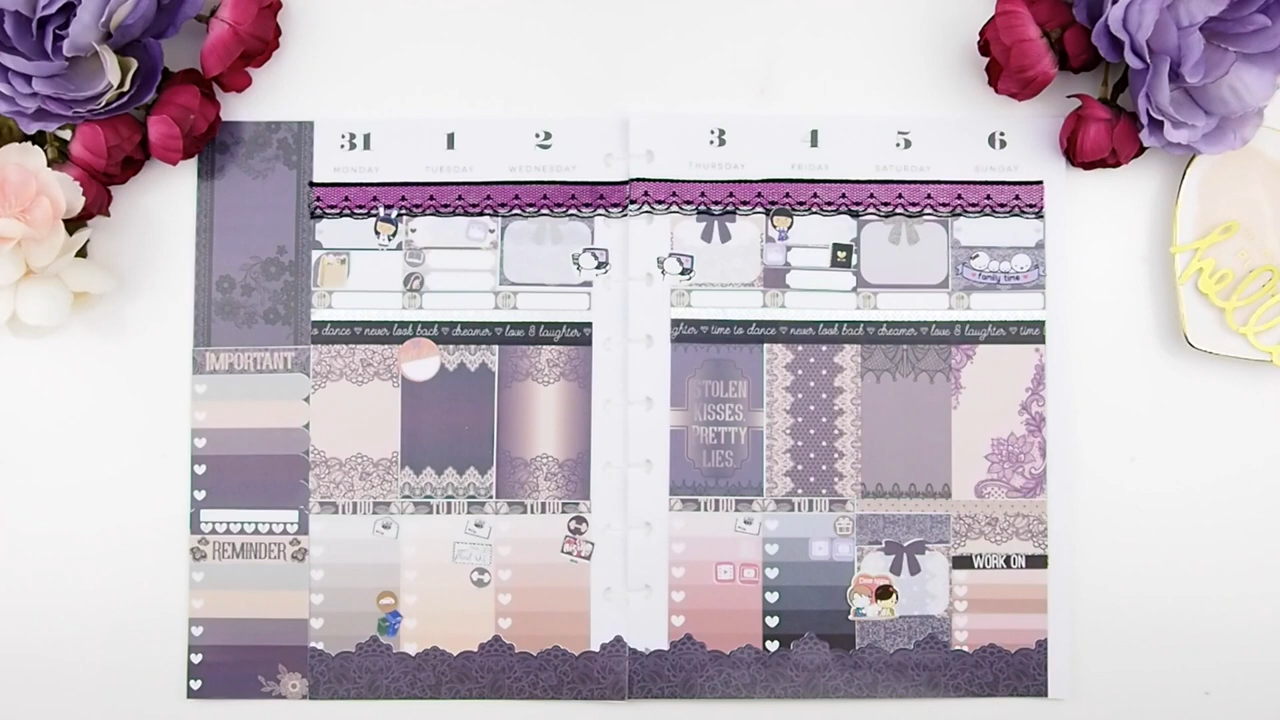 31 1 2 3 4 5 6
MONDAY TUESDAY WEDNESDAY THURSDAY FRIDAY SATURDAY SUNDAY
family time
o dance ♡ never look back ♡ dreamer ♡ love & laughter ♡
ghter ♡ time to dance ♡ never look back ♡ dreamer ♡ love & laughter ♡ time
IMPORTANT
STOLEN
KISSES.
PRETTY
LIES.
TO DO TO DO TO DO TO DO TO DO
REMINDER
WORK ON
hello